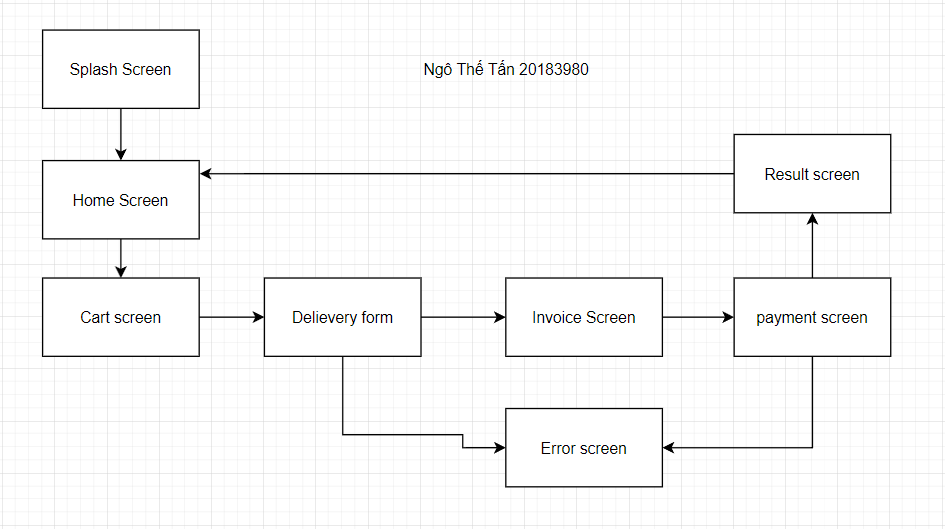 Splash Screen
Ngô Thế Tấn 20183980
Result screen
Home Screen
Cart screen
Delievery form
Invoice Screen
payment screen
Error screen